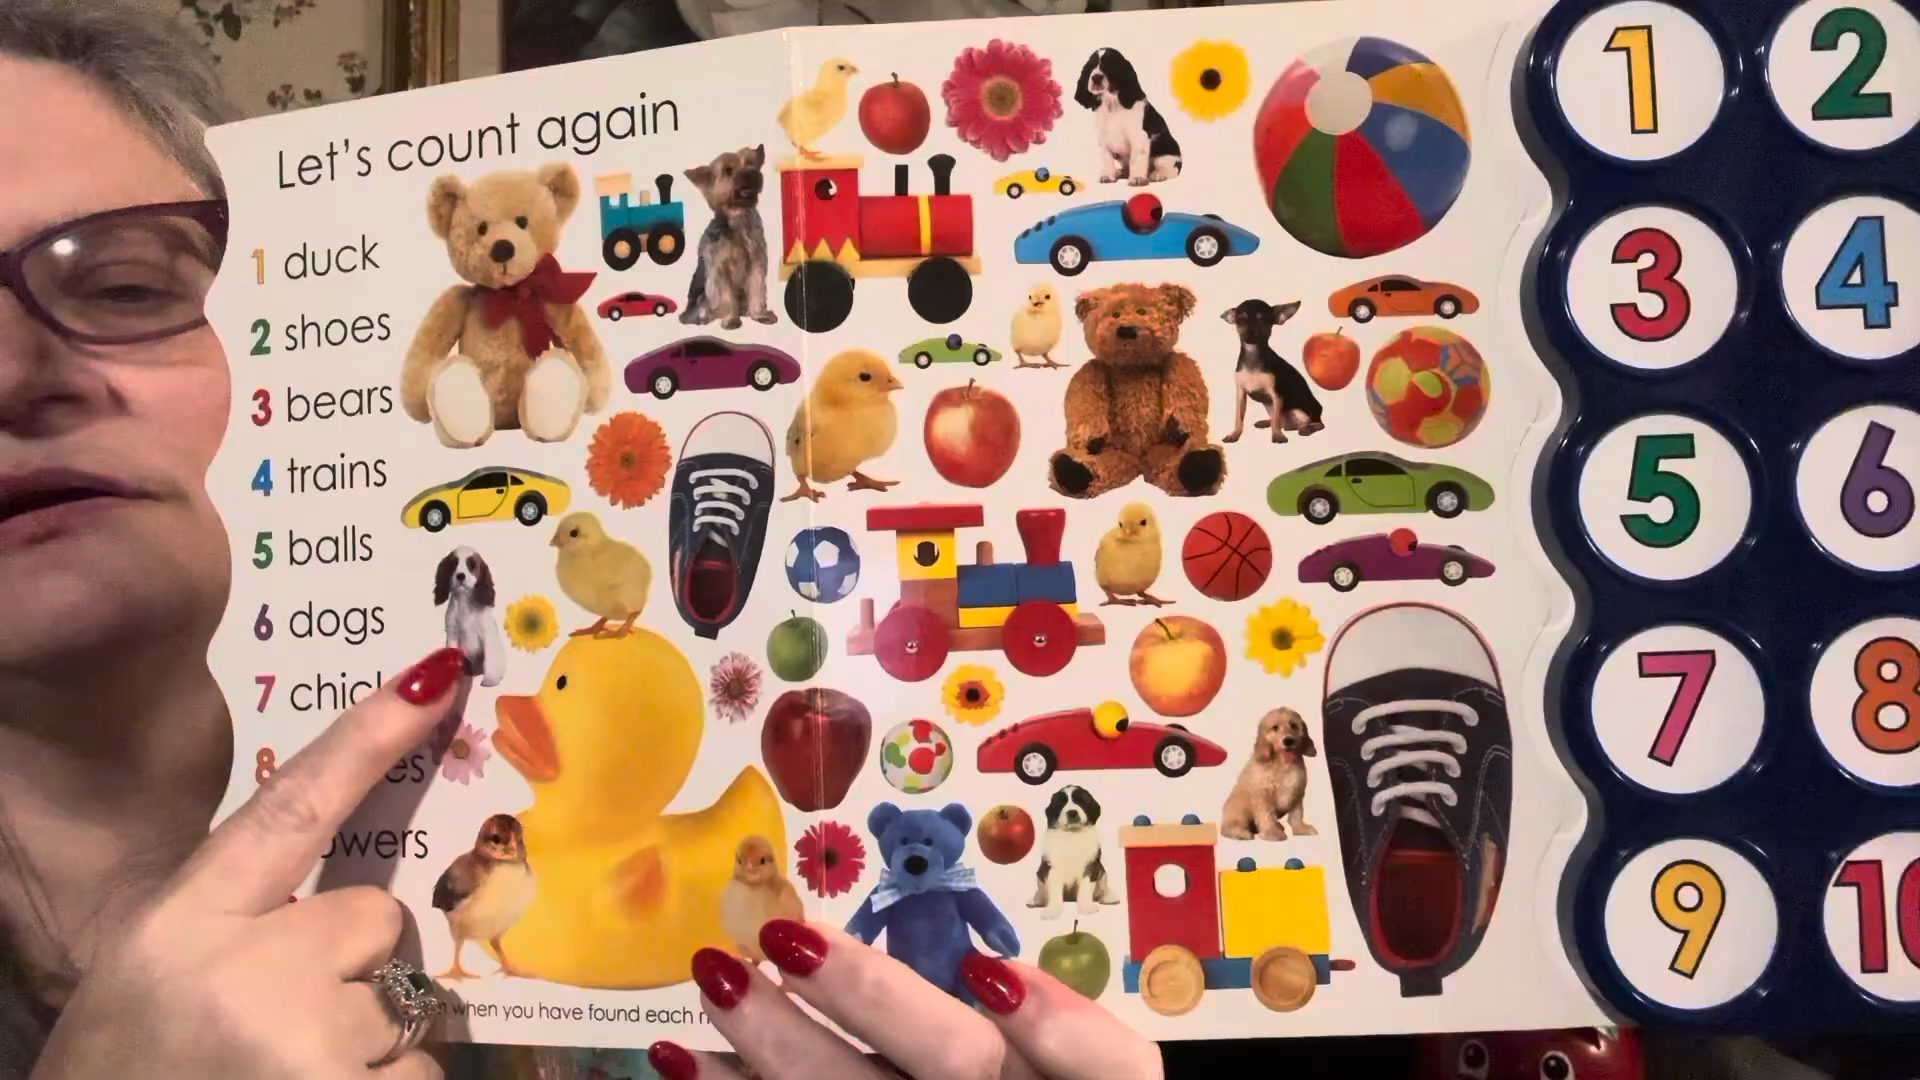 Let's count again
1 duck
2 shoes
3 bears
4 trains
5 balls
6 dogs
7
8
when you have found each
1 2
3 4
5 6
7 8
9 10